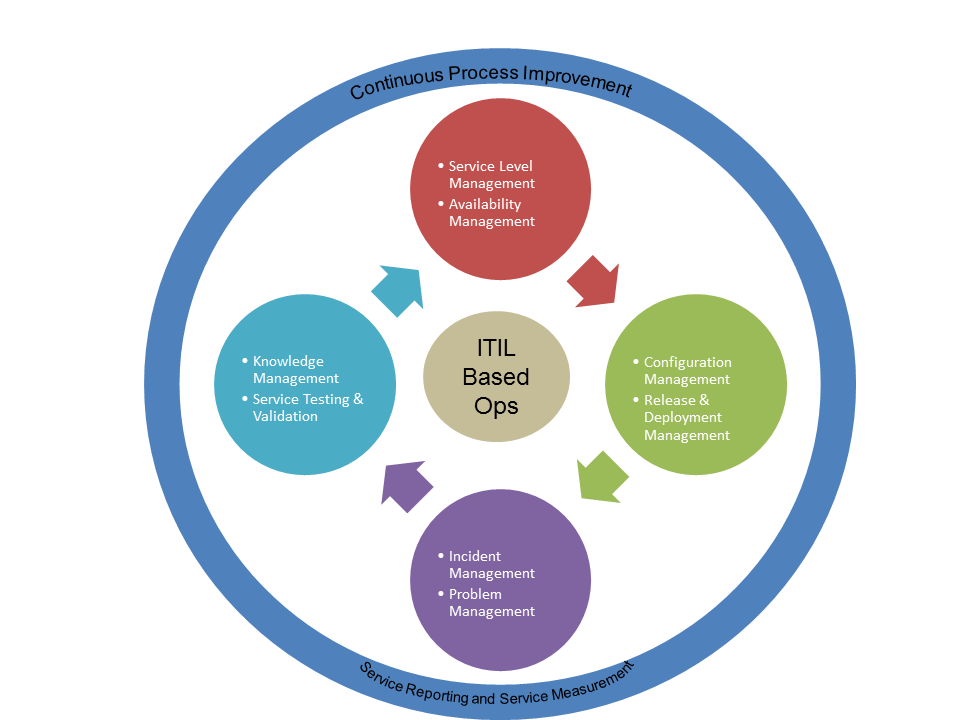 Continuous Process Improvement
• Service Level
Management
• Availability
Management
• Knowledge
Management
• Service Testing &
Validation
ITIL
Based
Ops
• Configuration
Management
• Release &
Deployment
Management
• Incident
Management
• Problem
Management
Service Reporting and Service Measurement